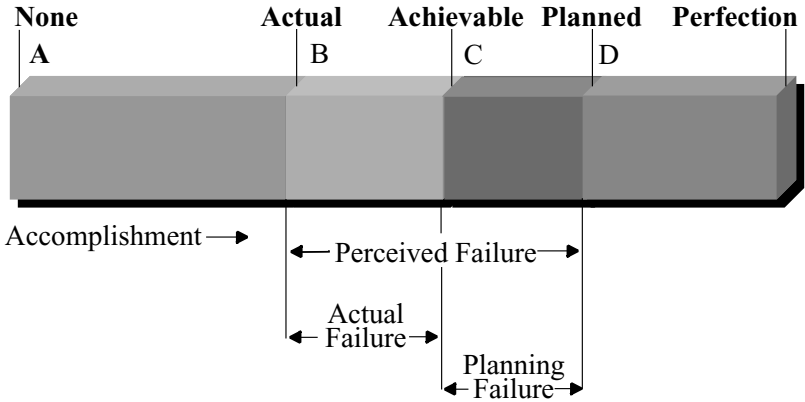 None Actual Achievable Planned Perfection
A B C D
Accomplishment
Perceived Failure
Actual
Failure
Planning
Failure